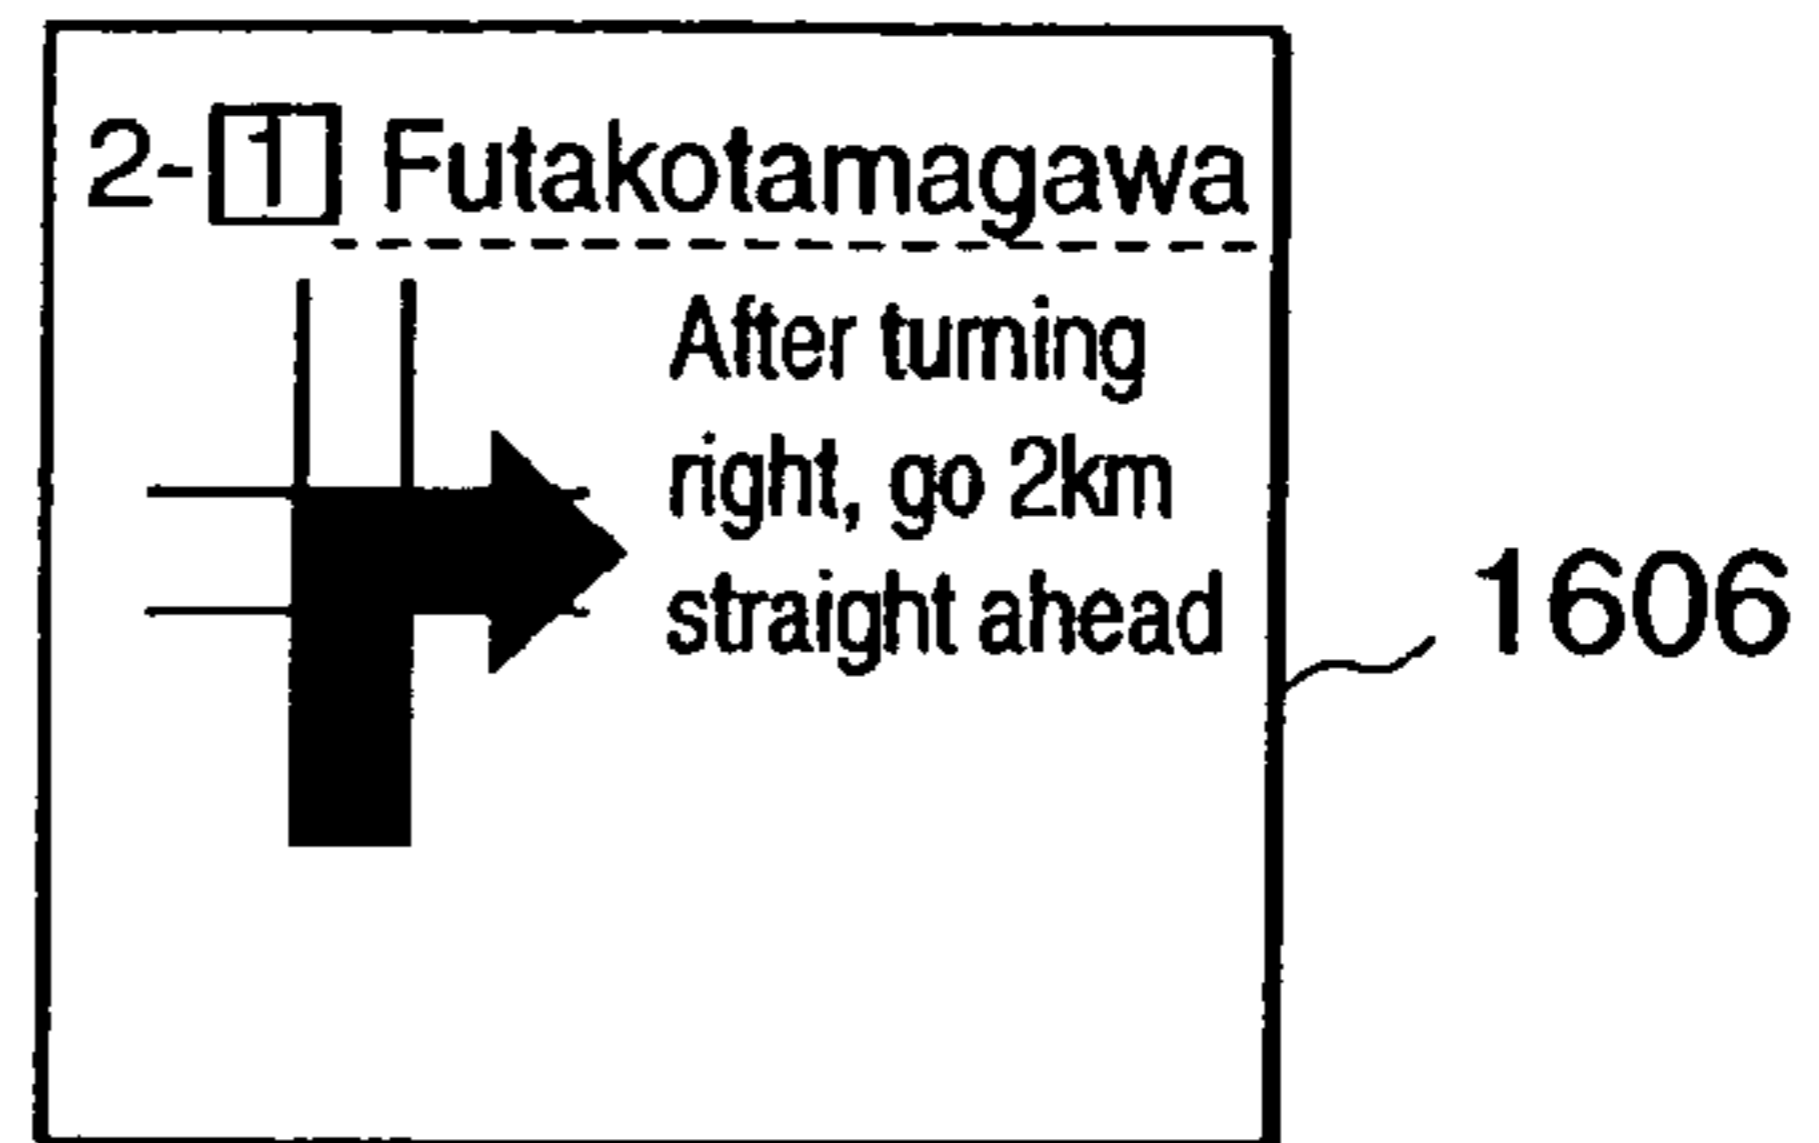 2-1 Futakotamagawa
After turning
right, go 2km
straight ahead
1606